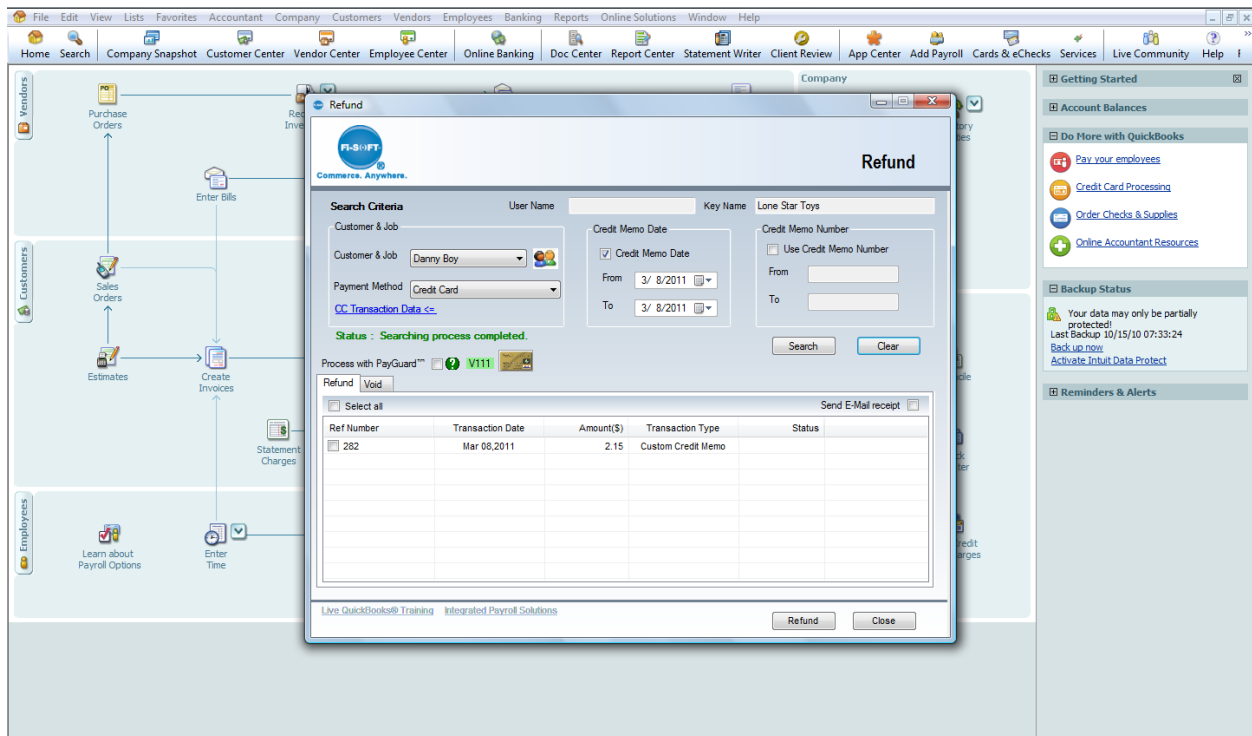 File Edit View Lists Favorites Accountant Company Customers Vendors Employees Banking Reports Online Solutions Window Help
Home Search Company Snapshot Customer Center Vendor Center Employee Center Online Banking Doc Center Report Center Statement Writer Client Review App Center Add Payroll Cards & eChecks Services Live Community Help
Vendors
Purchase
Orders
Enter Bills
Customers
Sales
Orders
Estimates
Create
Invoices
Statement
Charges
Employees
Learn about
Payroll Options
Enter
Time
Company
Refund
FI-SOFT
®
Commerce. Anywhere.
Refund
Search Criteria User Name Key Name Lone Star Toys
Customer & Job
Customer & Job Danny Boy
Payment Method Credit Card
CC Transaction Data <=
Credit Memo Date
Credit Memo Date
From 3/ 8/2011
To 3/ 8/2011
Credit Memo Number
Use Credit Memo Number
From
To
Status : Searching process completed.
Search Clear
Process with PayGuard™ ? V111
Refund Void
Select all Send E-Mail receipt
Ref Number Transaction Date Amount($) Transaction Type Status
282 Mar 08,2011 2.15 Custom Credit Memo
Live QuickBooks® Training Integrated Payroll Solutions
Refund Close
Getting Started
Account Balances
Do More with QuickBooks
Pay your employees
Credit Card Processing
Order Checks & Supplies
Online Accountant Resources
Backup Status
Your data may only be partially
protected!
Last Backup 10/15/10 07:33:24
Back up now
Activate Intuit Data Protect
Reminders & Alerts